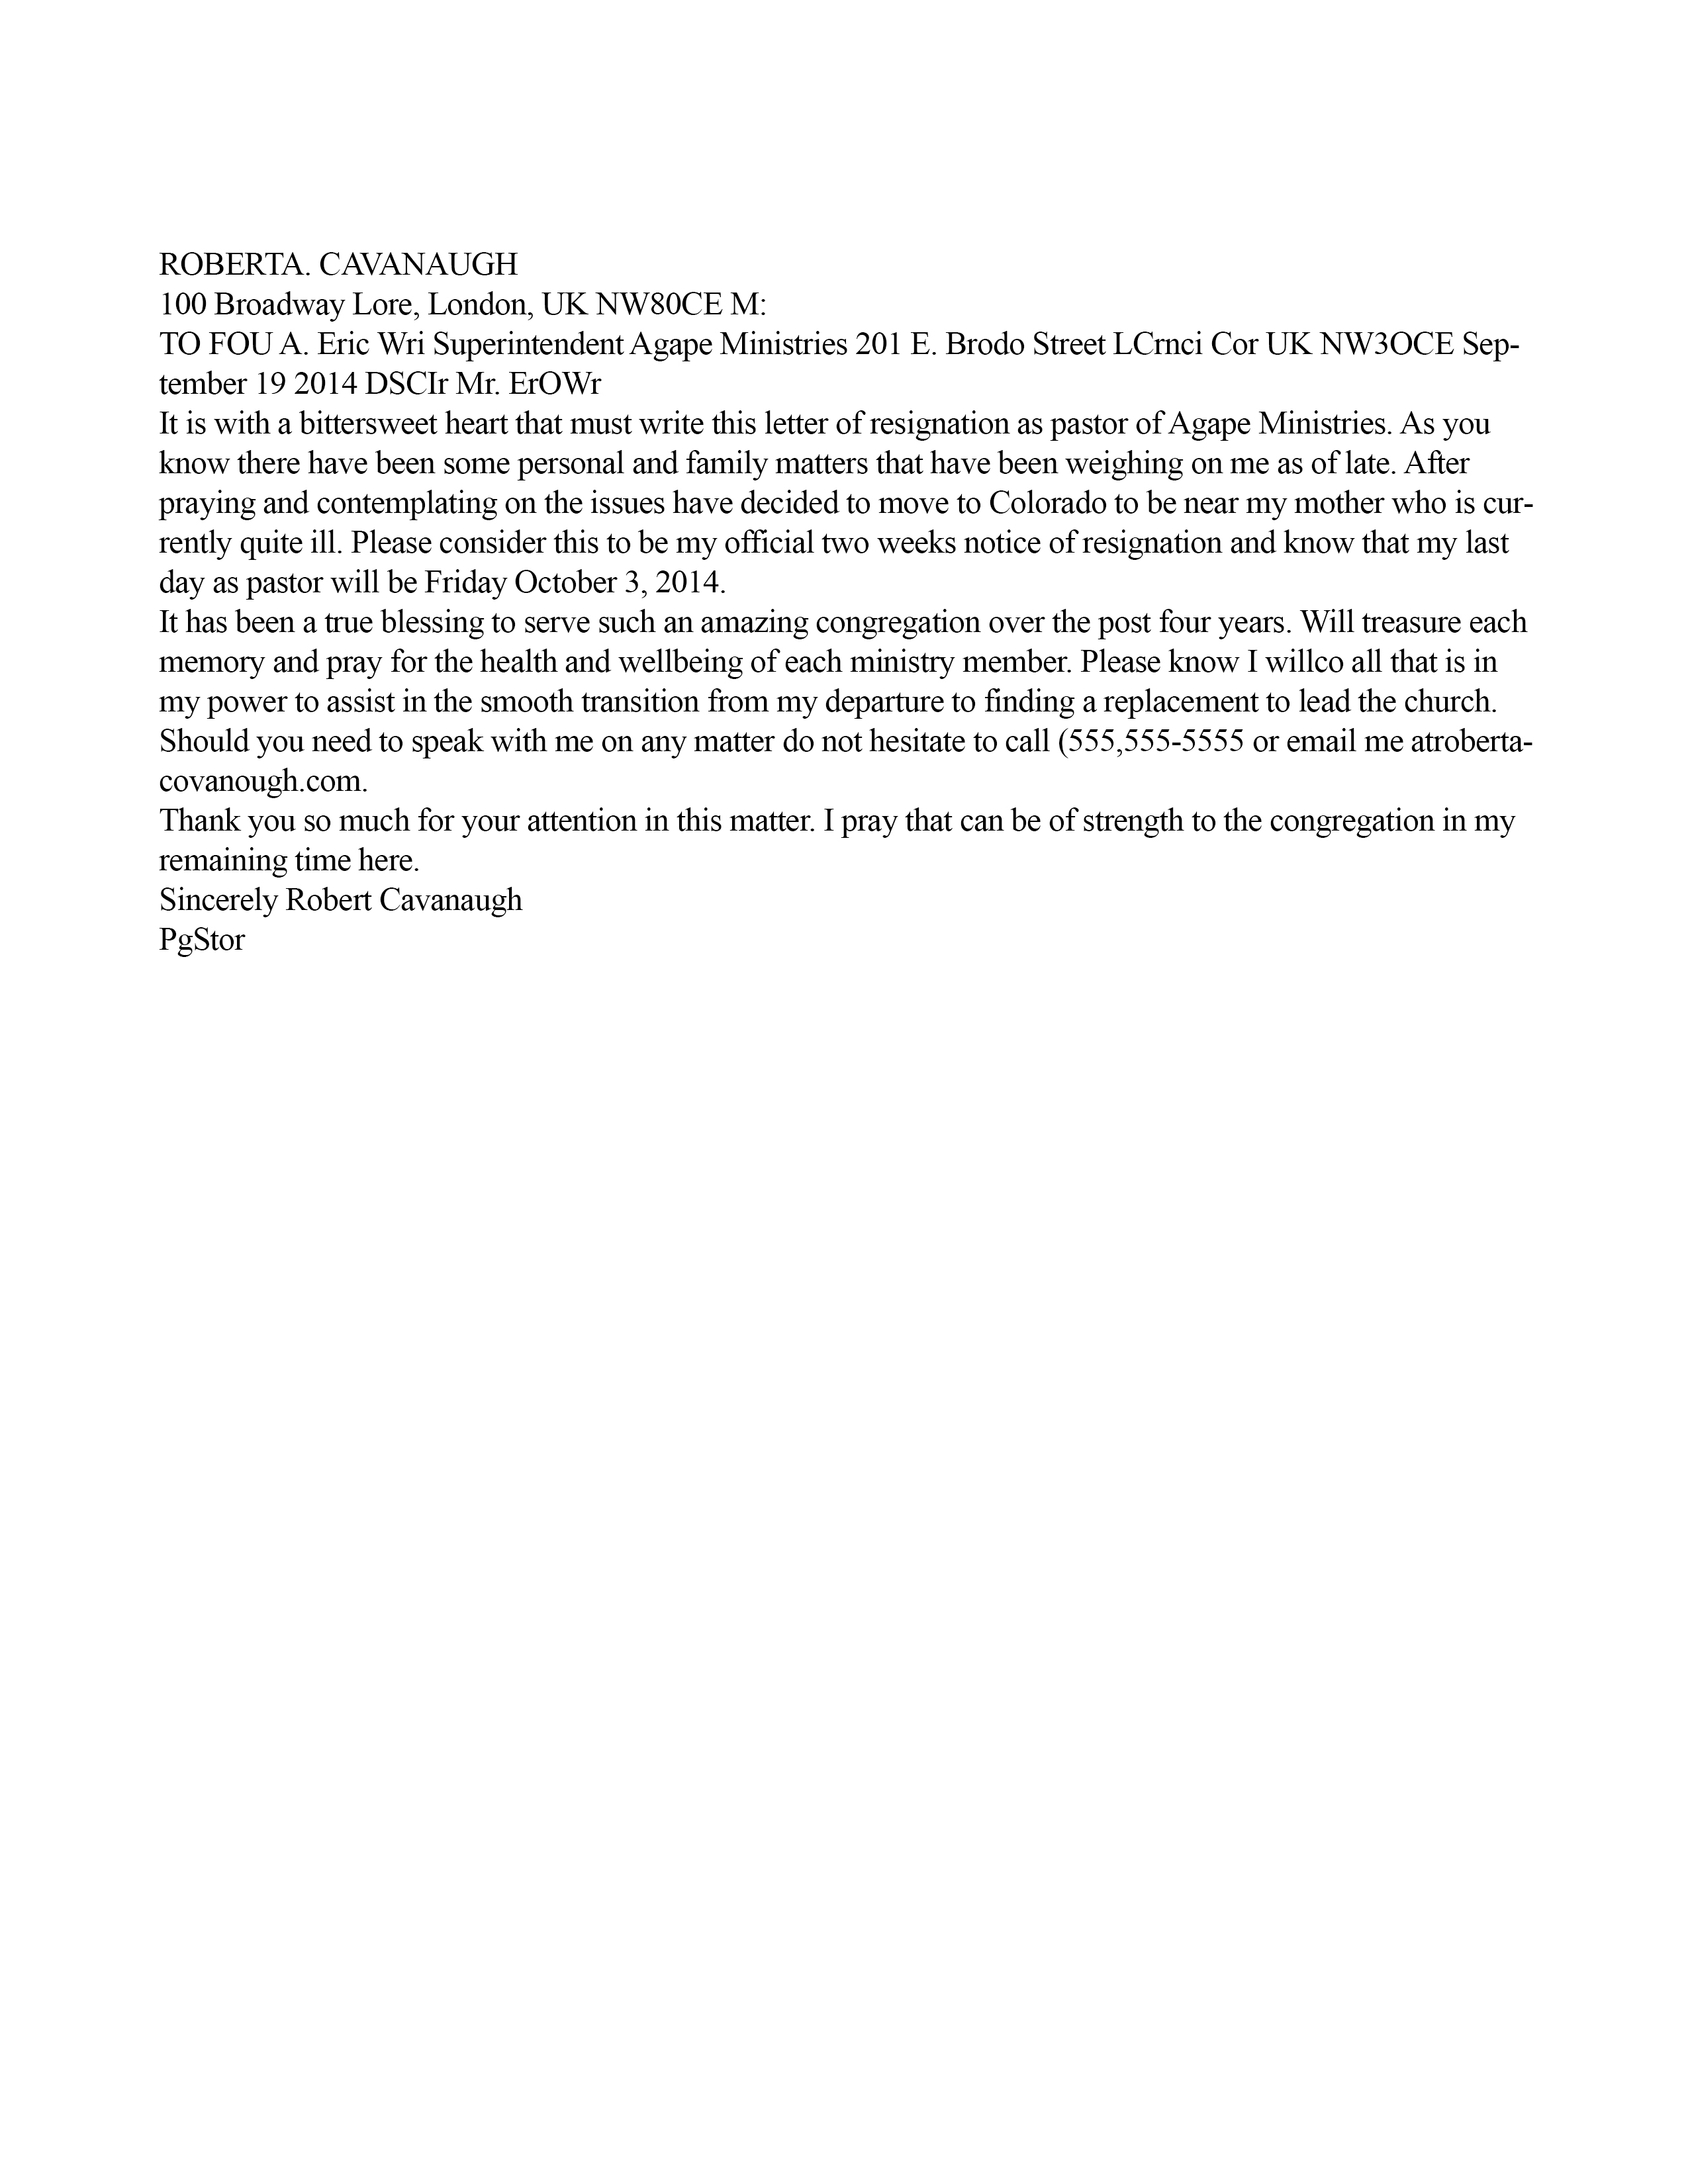 ROBERTA. CAVANAUGH
100 Broadway Lore, London, UK NW80CE M:
TO FOU A. Eric Wri Superintendent Agape Ministries 201 E. Brodo Street LCrnci Cor UK NW3OCE Sep-
tember 19 2014 DSCIr Mr. ErOWr
It is with a bittersweet heart that must write this letter of resignation as pastor of Agape Ministries. As you
know there have been some personal and family matters that have been weighing on me as of late. After
praying and contemplating on the issues have decided to move to Colorado to be near my mother who is cur-
rently quite ill. Please consider this to be my official two weeks notice of resignation and know that my last
day as pastor will be Friday October 3, 2014.
It has been a true blessing to serve such an amazing congregation over the post four years. Will treasure each
memory and pray for the health and wellbeing of each ministry member. Please know I willco all that is in
my power to assist in the smooth transition from my departure to finding a replacement to lead the church.
Should you need to speak with me on any matter do not hesitate to call (555,555-5555 or email me atroberta-
covanough.com.
Thank you so much for your attention in this matter. I pray that can be of strength to the congregation in my
remaining time here.
Sincerely Robert Cavanaugh
PgStor